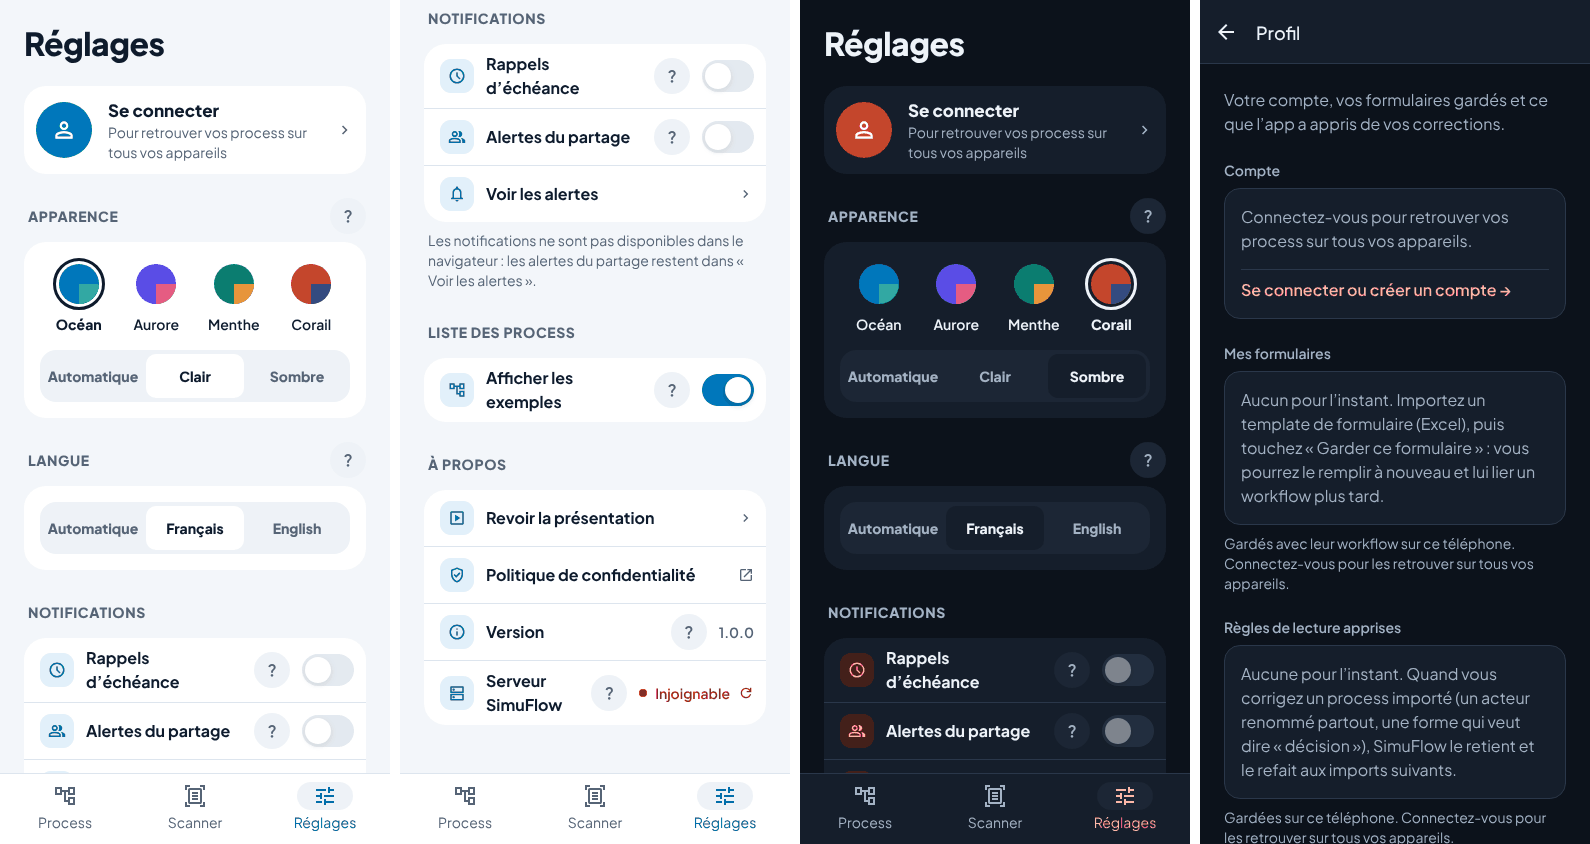 Réglages
Se connecter
Pour retrouver vos process sur
tous vos appareils
APPARENCE
?
Océan
Aurore
Menthe
Corail
Automatique
Clair
Sombre
LANGUE
?
Automatique
Français
English
NOTIFICATIONS
Rappels
d’échéance
?
Alertes du partage
?
Process
Scanner
Réglages
NOTIFICATIONS
Rappels
d’échéance
?
Alertes du partage
?
Voir les alertes
Les notifications ne sont pas disponibles dans le
navigateur : les alertes du partage restent dans «
Voir les alertes ».
LISTE DES PROCESS
Afficher les
exemples
?
À PROPOS
Revoir la présentation
Politique de confidentialité
Version
?
1.0.0
Serveur
SimuFlow
?
Injoignable
Process
Scanner
Réglages
Réglages
Se connecter
Pour retrouver vos process sur
tous vos appareils
APPARENCE
?
Océan
Aurore
Menthe
Corail
Automatique
Clair
Sombre
LANGUE
?
Automatique
Français
English
NOTIFICATIONS
Rappels
d’échéance
?
Alertes du partage
?
Process
Scanner
Réglages
← Profil
Votre compte, vos formulaires gardés et ce
que l’app a appris de vos corrections.
Compte
Connectez-vous pour retrouver vos
process sur tous vos appareils.
Se connecter ou créer un compte →
Mes formulaires
Aucun pour l’instant. Importez un
template de formulaire (Excel), puis
touchez « Garder ce formulaire » : vous
pourrez le remplir à nouveau et lui lier un
workflow plus tard.
Gardés avec leur workflow sur ce téléphone.
Connectez-vous pour les retrouver sur tous vos
appareils.
Règles de lecture apprises
Aucune pour l’instant. Quand vous
corrigez un process importé (un acteur
renommé partout, une forme qui veut
dire « décision »), SimuFlow le retient et
le refait aux imports suivants.
Gardées sur ce téléphone. Connectez-vous pour
les retrouver sur tous vos appareils.